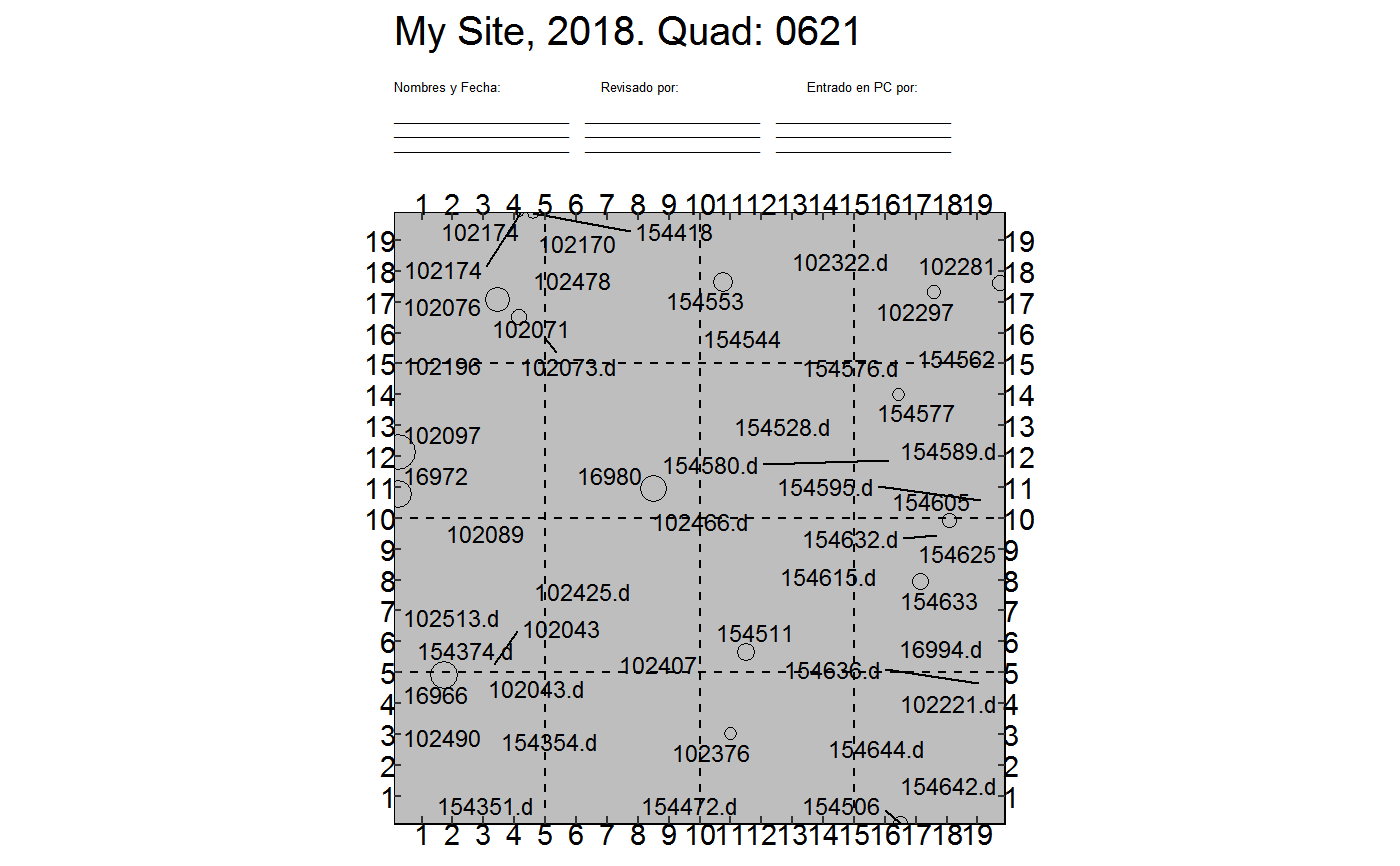 My Site, 2018. Quad: 0621
Nombres y Fecha: Revisado por: Entrado en PC por:
1 2 3 4 5 6 7 8 9 10 11 12 13 14 15 16 17 18 19
102174 154418
19 102170 19
102322.d 102281
18 102174 18
102478
17 102076 154553 17
102297
16 102071 16
154544
15 102196 102073.d 154576.d 154562 15
14 14
154577
13 102097 154528.d 13
12 154580.d 154589.d 12
16972 16980
11 154595.d 11
154605
10 102466.d 10
102089 154632.d
9 154625 9
8 154615.d 8
102425.d 154633
7 102513.d 7
102043 154511
6 154374.d 16994.d 6
5 102407 154636.d 5
16966 102043.d
4 102221.d 4
3 102490 154354.d 3
102376 154644.d
2 2
154642.d
1 154351.d 154472.d 154506 1
1 2 3 4 5 6 7 8 9 10 11 12 13 14 15 16 17 18 19